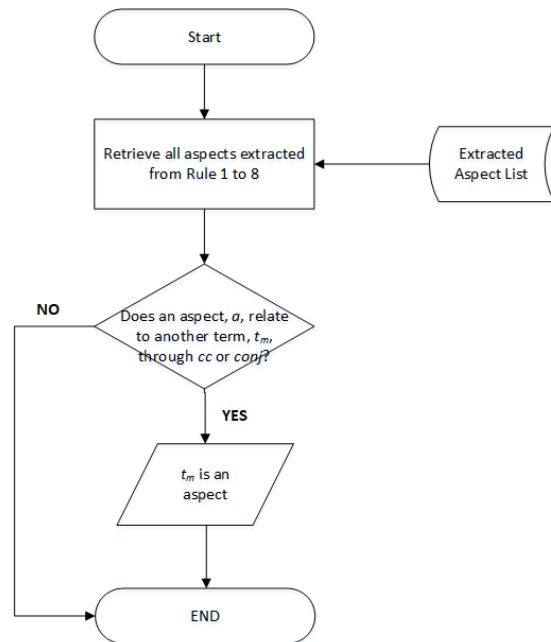 Start
Retrieve all aspects extracted
from Rule 1 to 8
Extracted
Aspect List
NO
Does an aspect, a, relate
to another term, tm,
through cc or conj?
YES
tm is an
aspect
END